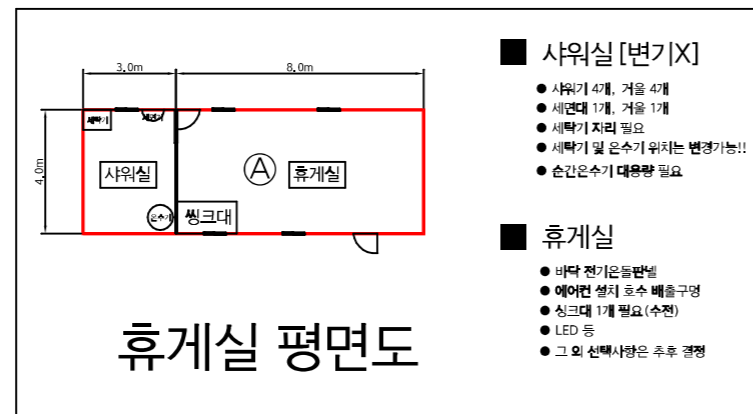 샤워실 [변기X]
● 샤워기 4개, 거울 4개
● 세면대 1개, 거울 1개
● 세탁기 자리 필요
● 세탁기 및 온수기 위치는 변경가능!!
● 순간온수기 대용량 필요
3.0m
8.0m
4.0m
세탁기
세면기
샤워실
A
휴게실
온수기
씽크대
휴게실
● 바닥 전기온돌판넬
● 에어컨 설치 호수 배출구멍
● 싱크대 1개 필요(수전)
● LED 등
● 그 외 선택사항은 추후 결정
휴게실 평면도